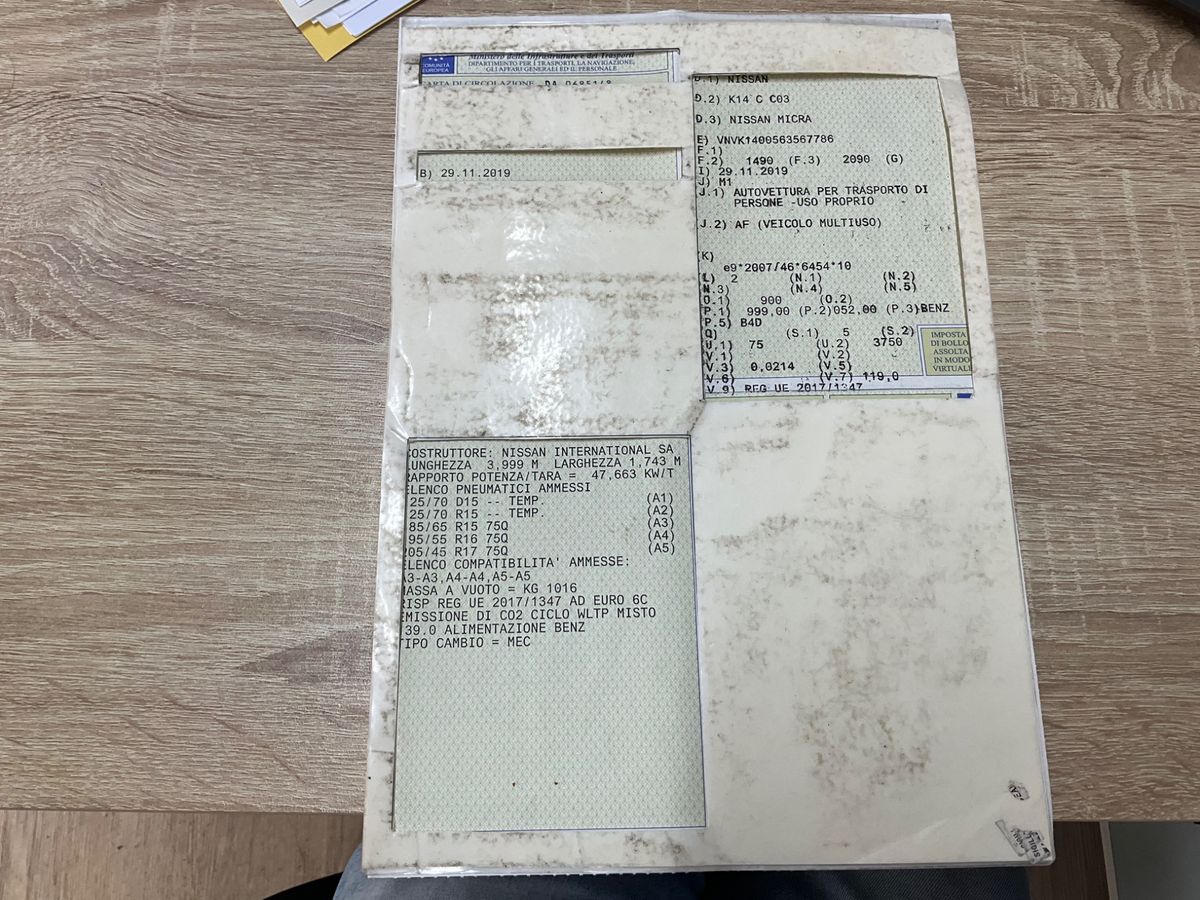 COMUNITÀ
EUROPEA
Ministero delle Infrastrutture e dei Trasporti
DIPARTIMENTO PER I TRASPORTI, LA NAVIGAZIONE,
GLI AFFARI GENERALI ED IL PERSONALE
CARTA DI CIRCOLAZIONE
B) 29.11.2019
D.1) NISSAN
D.2) K14 C C03
D.3) NISSAN MICRA
E) VNVK1400563567786
F.1)
F.2) 1490 (F.3) 2090 (G)
I) 29.11.2019
J) M1
J.1) AUTOVETTURA PER TRASPORTO DI
PERSONE -USO PROPRIO
J.2) AF (VEICOLO MULTIUSO)
K)
e9*2007/46*6454*10
L) 2 (N.1) (N.2)
N.3) (N.4) (N.5)
O.1) 900 (O.2)
P.1) 999,00 (P.2)052,00 (P.3)BENZ
P.5) B4D
Q) (S.1) 5 (S.2)
U.1) 75 (U.2) 3750
V.1) (V.2)
V.3) 0,0214 (V.5)
V.6) (V.7) 119,0
V.9) REG UE 2017/1347
IMPOSTA
DI BOLLO
ASSOLTA
IN MODO
VIRTUALE
COSTRUTTORE: NISSAN INTERNATIONAL SA
LUNGHEZZA 3,999 M LARGHEZZA 1,743 M
RAPPORTO POTENZA/TARA = 47,663 KW/T
ELENCO PNEUMATICI AMMESSI
25/70 D15 -- TEMP. (A1)
25/70 R15 -- TEMP. (A2)
85/65 R15 75Q (A3)
95/55 R16 75Q (A4)
205/45 R17 75Q (A5)
ELENCO COMPATIBILITA' AMMESSE:
A3-A3,A4-A4,A5-A5
MASSA A VUOTO = KG 1016
RISP REG UE 2017/1347 AD EURO 6C
EMISSIONE DI CO2 CICLO WLTP MISTO
39.0 ALIMENTAZIONE BENZ
TIPO CAMBIO = MEC